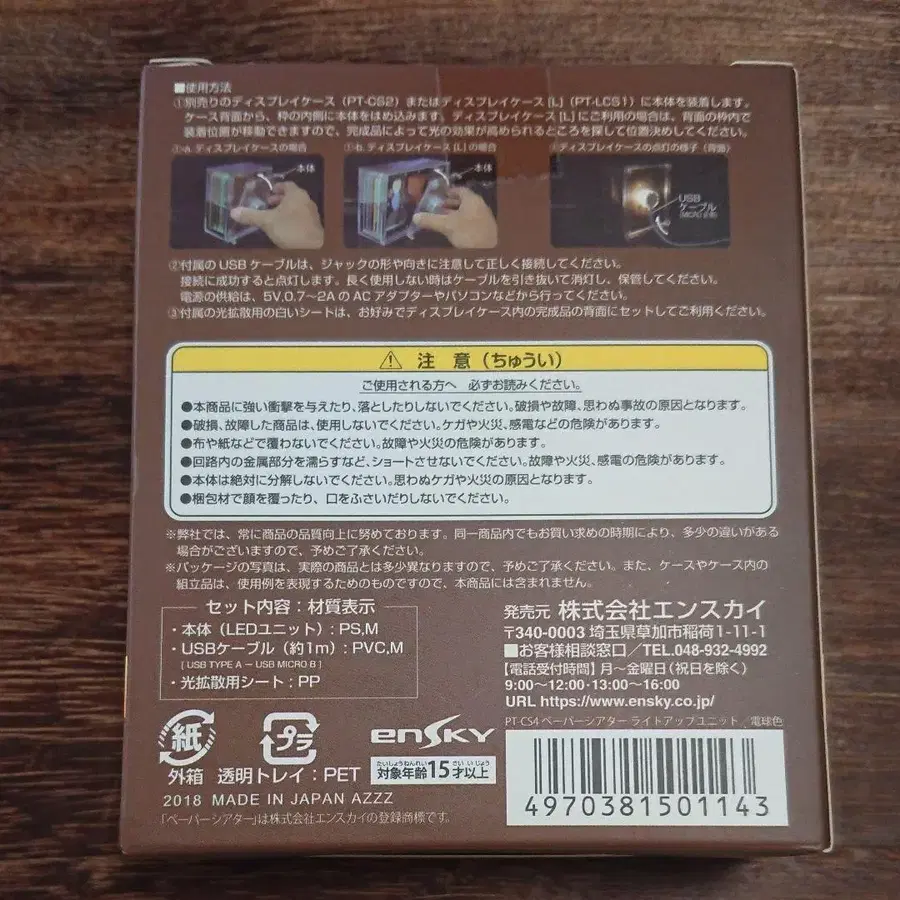 ■使用方法
①別売りのディスプレイケース（PT-CS2）またはディスプレイケース [L]（PT-LCS1）に本体を装着します。
ケース背面から、枠の内側に本体をはめ込みます。ディスプレイケース [L] にご利用の場合は、背面の枠内で
装着位置が移動できますので、完成品によって光の効果が高められるところを探して位置決めしてください。
①-a. ディスプレイケースの場合
①-b. ディスプレイケース [L] の場合
ディスプレイケースの点灯の様子（背面）
本体
本体
USB
ケーブル
②付属の USB ケーブルは、ジャックの形や向きに注意して正しく接続してください。
接続に成功すると点灯します。長く使用しない時はケーブルを引き抜いて消灯し、保管してください。
電源の供給は、5V,0.7〜2A の AC アダプターやパソコンなどから行ってください。
③付属の光拡散用の白いシートは、お好みでディスプレイケース内の完成品の背面にセットしてご利用ください。
⚠ 注 意（ちゅうい）
ご使用される方へ 必ずお読みください。
●本商品に強い衝撃を与えたり、落としたりしないでください。破損や故障、思わぬ事故の原因となります。
●破損、故障した商品は、使用しないでください。ケガや火災、感電などの危険があります。
●布や紙などで覆わないでください。故障や火災の危険があります。
●回路内の金属部分を濡らすなど、ショートさせないでください。故障や火災、感電の危険があります。
●本体は絶対に分解しないでください。思わぬケガや火災の原因となります。
●梱包材で顔を覆ったり、口をふさいだりしないでください。
※弊社では、常に商品の品質向上に努めております。同一商品内でもお買い求めの時期により、多少の違いがある
場合がございますので、予めご了承ください。
※パッケージの写真は、実際の商品とは多少異なりますので、予めご了承ください。また、ケースやケース内の
組立品は、使用例を表現するためのものですので、本商品には含まれません。
セット内容：材質表示
・本体（LEDユニット）：PS,M
・USBケーブル（約1m）：PVC,M
[ USB TYPE A − USB MICRO B ]
・光拡散用シート：PP
発売元 株式会社エンスカイ
〒340-0003 埼玉県草加市稲荷1-11-1
■お客様相談窓口／TEL.048-932-4992
【電話受付時間】月〜金曜日（祝日を除く）
9:00〜12:00・13:00〜16:00
URL https://www.ensky.co.jp/
PT-CS4 ペーパーシアター ライトアップユニット／電球色
紙
外箱
プラ
透明トレイ：PET
ensky
たいしょうねんれい さい いじょう
対象年齢15才以上
2018 MADE IN JAPAN AZZZ
「ペーパーシアター」は株式会社エンスカイの登録商標です。
4970381501143